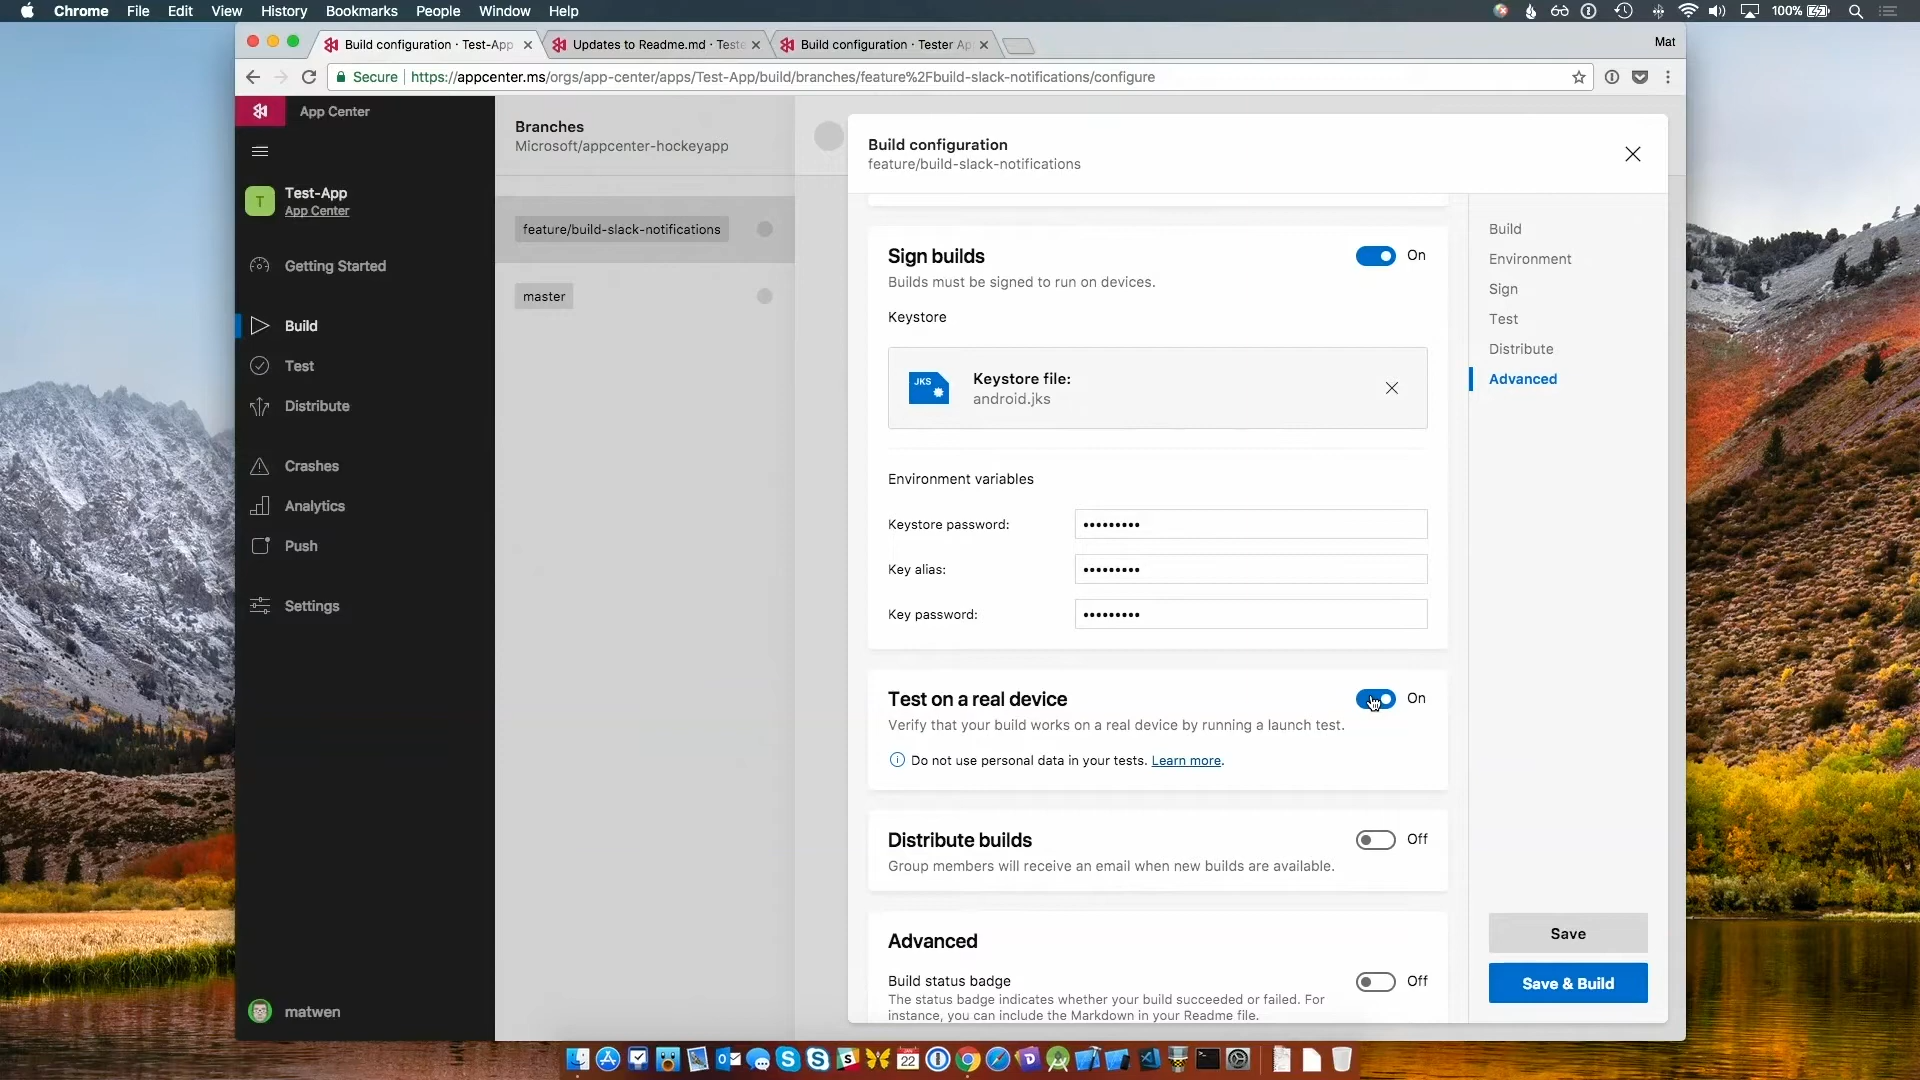 Chrome File Edit View History Bookmarks People Window Help
100%
Build configuration · Test-App
Updates to Readme.md · Teste
Build configuration · Tester Ap
Mat
Secure https://appcenter.ms/orgs/app-center/apps/Test-App/build/branches/feature%2Fbuild-slack-notifications/configure
App Center
T
Test-App
App Center
Getting Started
Build
Test
Distribute
Crashes
Analytics
Push
Settings
matwen
Branches
Microsoft/appcenter-hockeyapp
feature/build-slack-notifications
master
Build configuration
feature/build-slack-notifications
Sign builds
On
Builds must be signed to run on devices.
Keystore
JKS
Keystore file:
android.jks
Environment variables
Keystore password: •••••••••
Key alias: •••••••••
Key password: •••••••••
Test on a real device
On
Verify that your build works on a real device by running a launch test.
Do not use personal data in your tests. Learn more.
Distribute builds
Off
Group members will receive an email when new builds are available.
Advanced
Build status badge
Off
The status badge indicates whether your build succeeded or failed. For
instance, you can include the Markdown in your Readme file.
Build
Environment
Sign
Test
Distribute
Advanced
Save
Save & Build
22